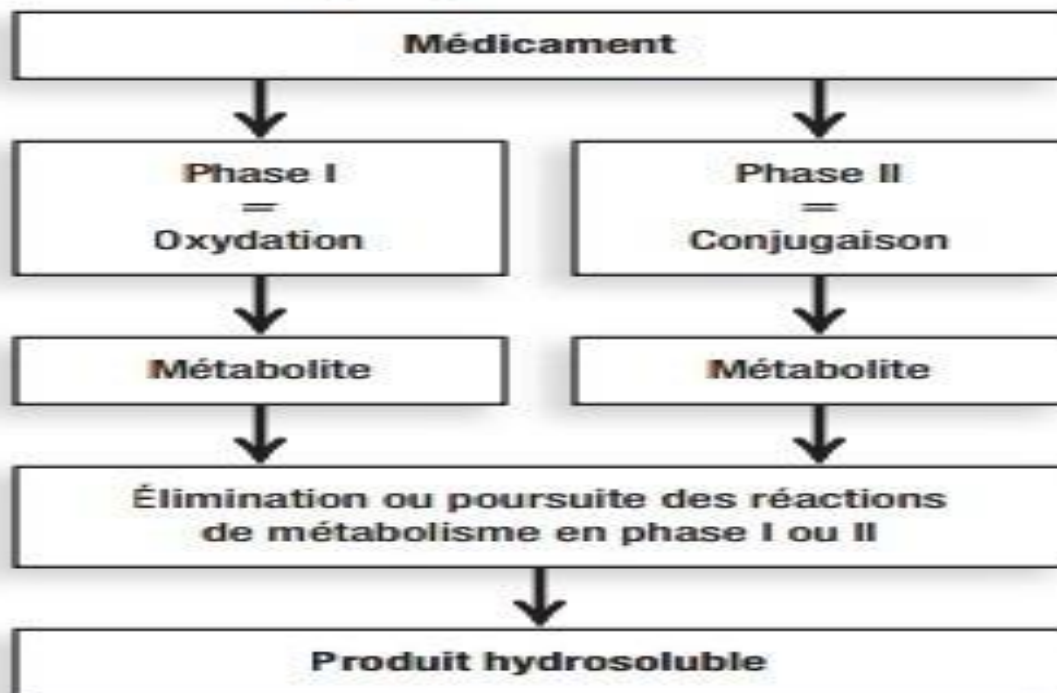 Médicament
Phase I
=
Oxydation
Phase II
=
Conjugaison
Métabolite
Métabolite
Élimination ou poursuite des réactions
de métabolisme en phase I ou II
Produit hydrosoluble